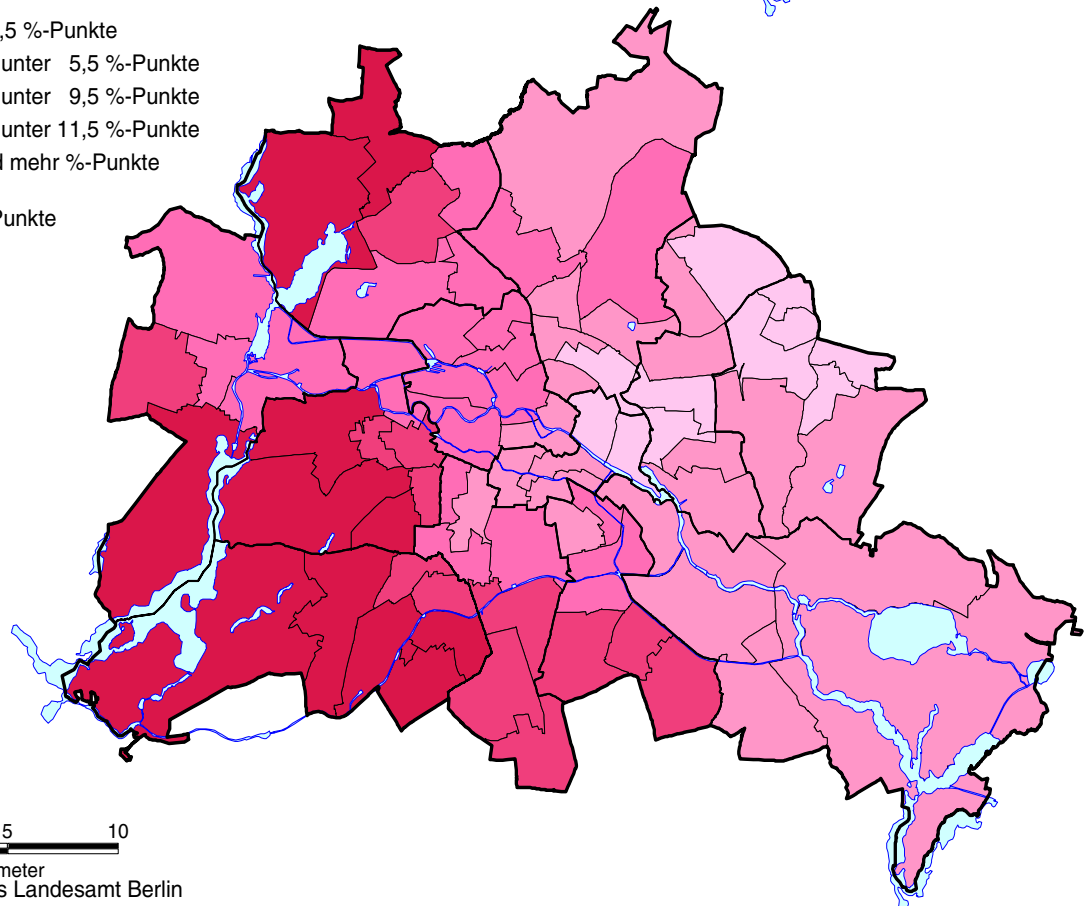 ,5 %-Punkte
unter 5,5 %-Punkte
unter 9,5 %-Punkte
unter 11,5 %-Punkte
d mehr %-Punkte
Punkte
5 10
meter
s Landesamt Berlin